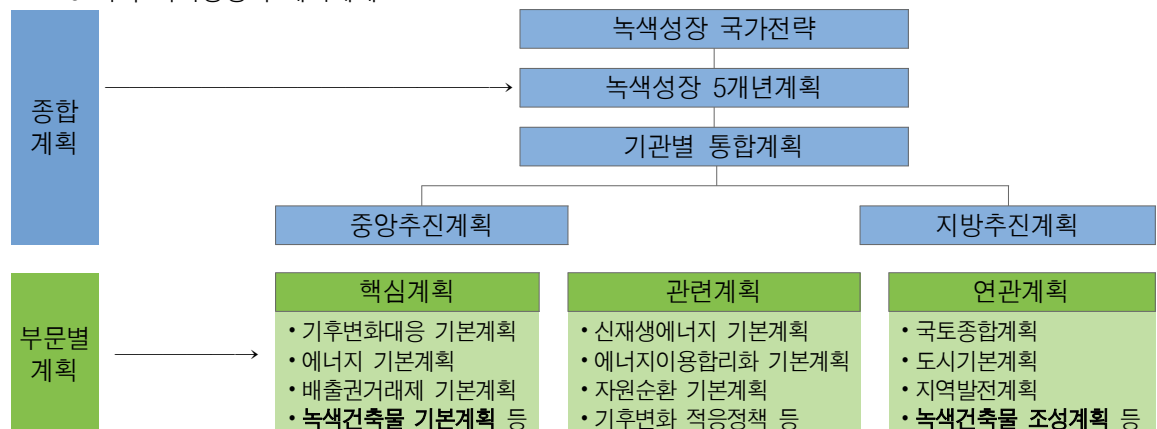 녹색성장 국가전략
종합
계획
녹색성장 5개년계획
기관별 통합계획
중앙추진계획
지방추진계획
부문별
계획
핵심계획
• 기후변화대응 기본계획
• 에너지 기본계획
• 배출권거래제 기본계획
• 녹색건축물 기본계획 등
관련계획
• 신재생에너지 기본계획
• 에너지이용합리화 기본계획
• 자원순환 기본계획
• 기후변화 적응정책 등
연관계획
• 국토종합계획
• 도시기본계획
• 지역발전계획
• 녹색건축물 조성계획 등